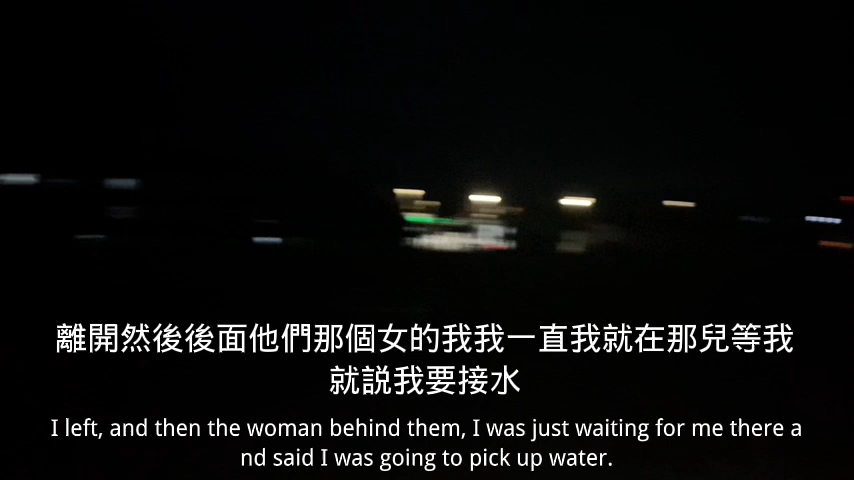 離開然後後面他們那個女的我我一直我就在那兒等我
就説我要接水
I left, and then the woman behind them, I was just waiting for me there a
nd said I was going to pick up water.